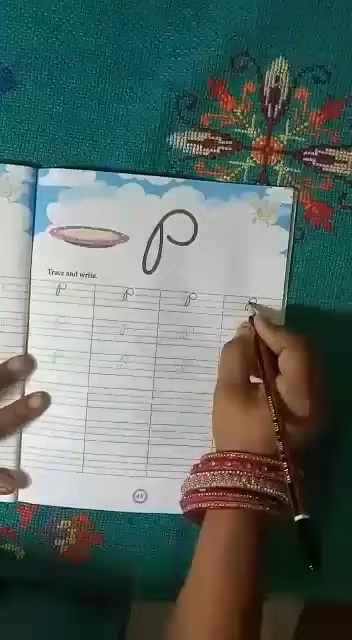 P
Trace and write.
P P P P
P P P
P P P
43